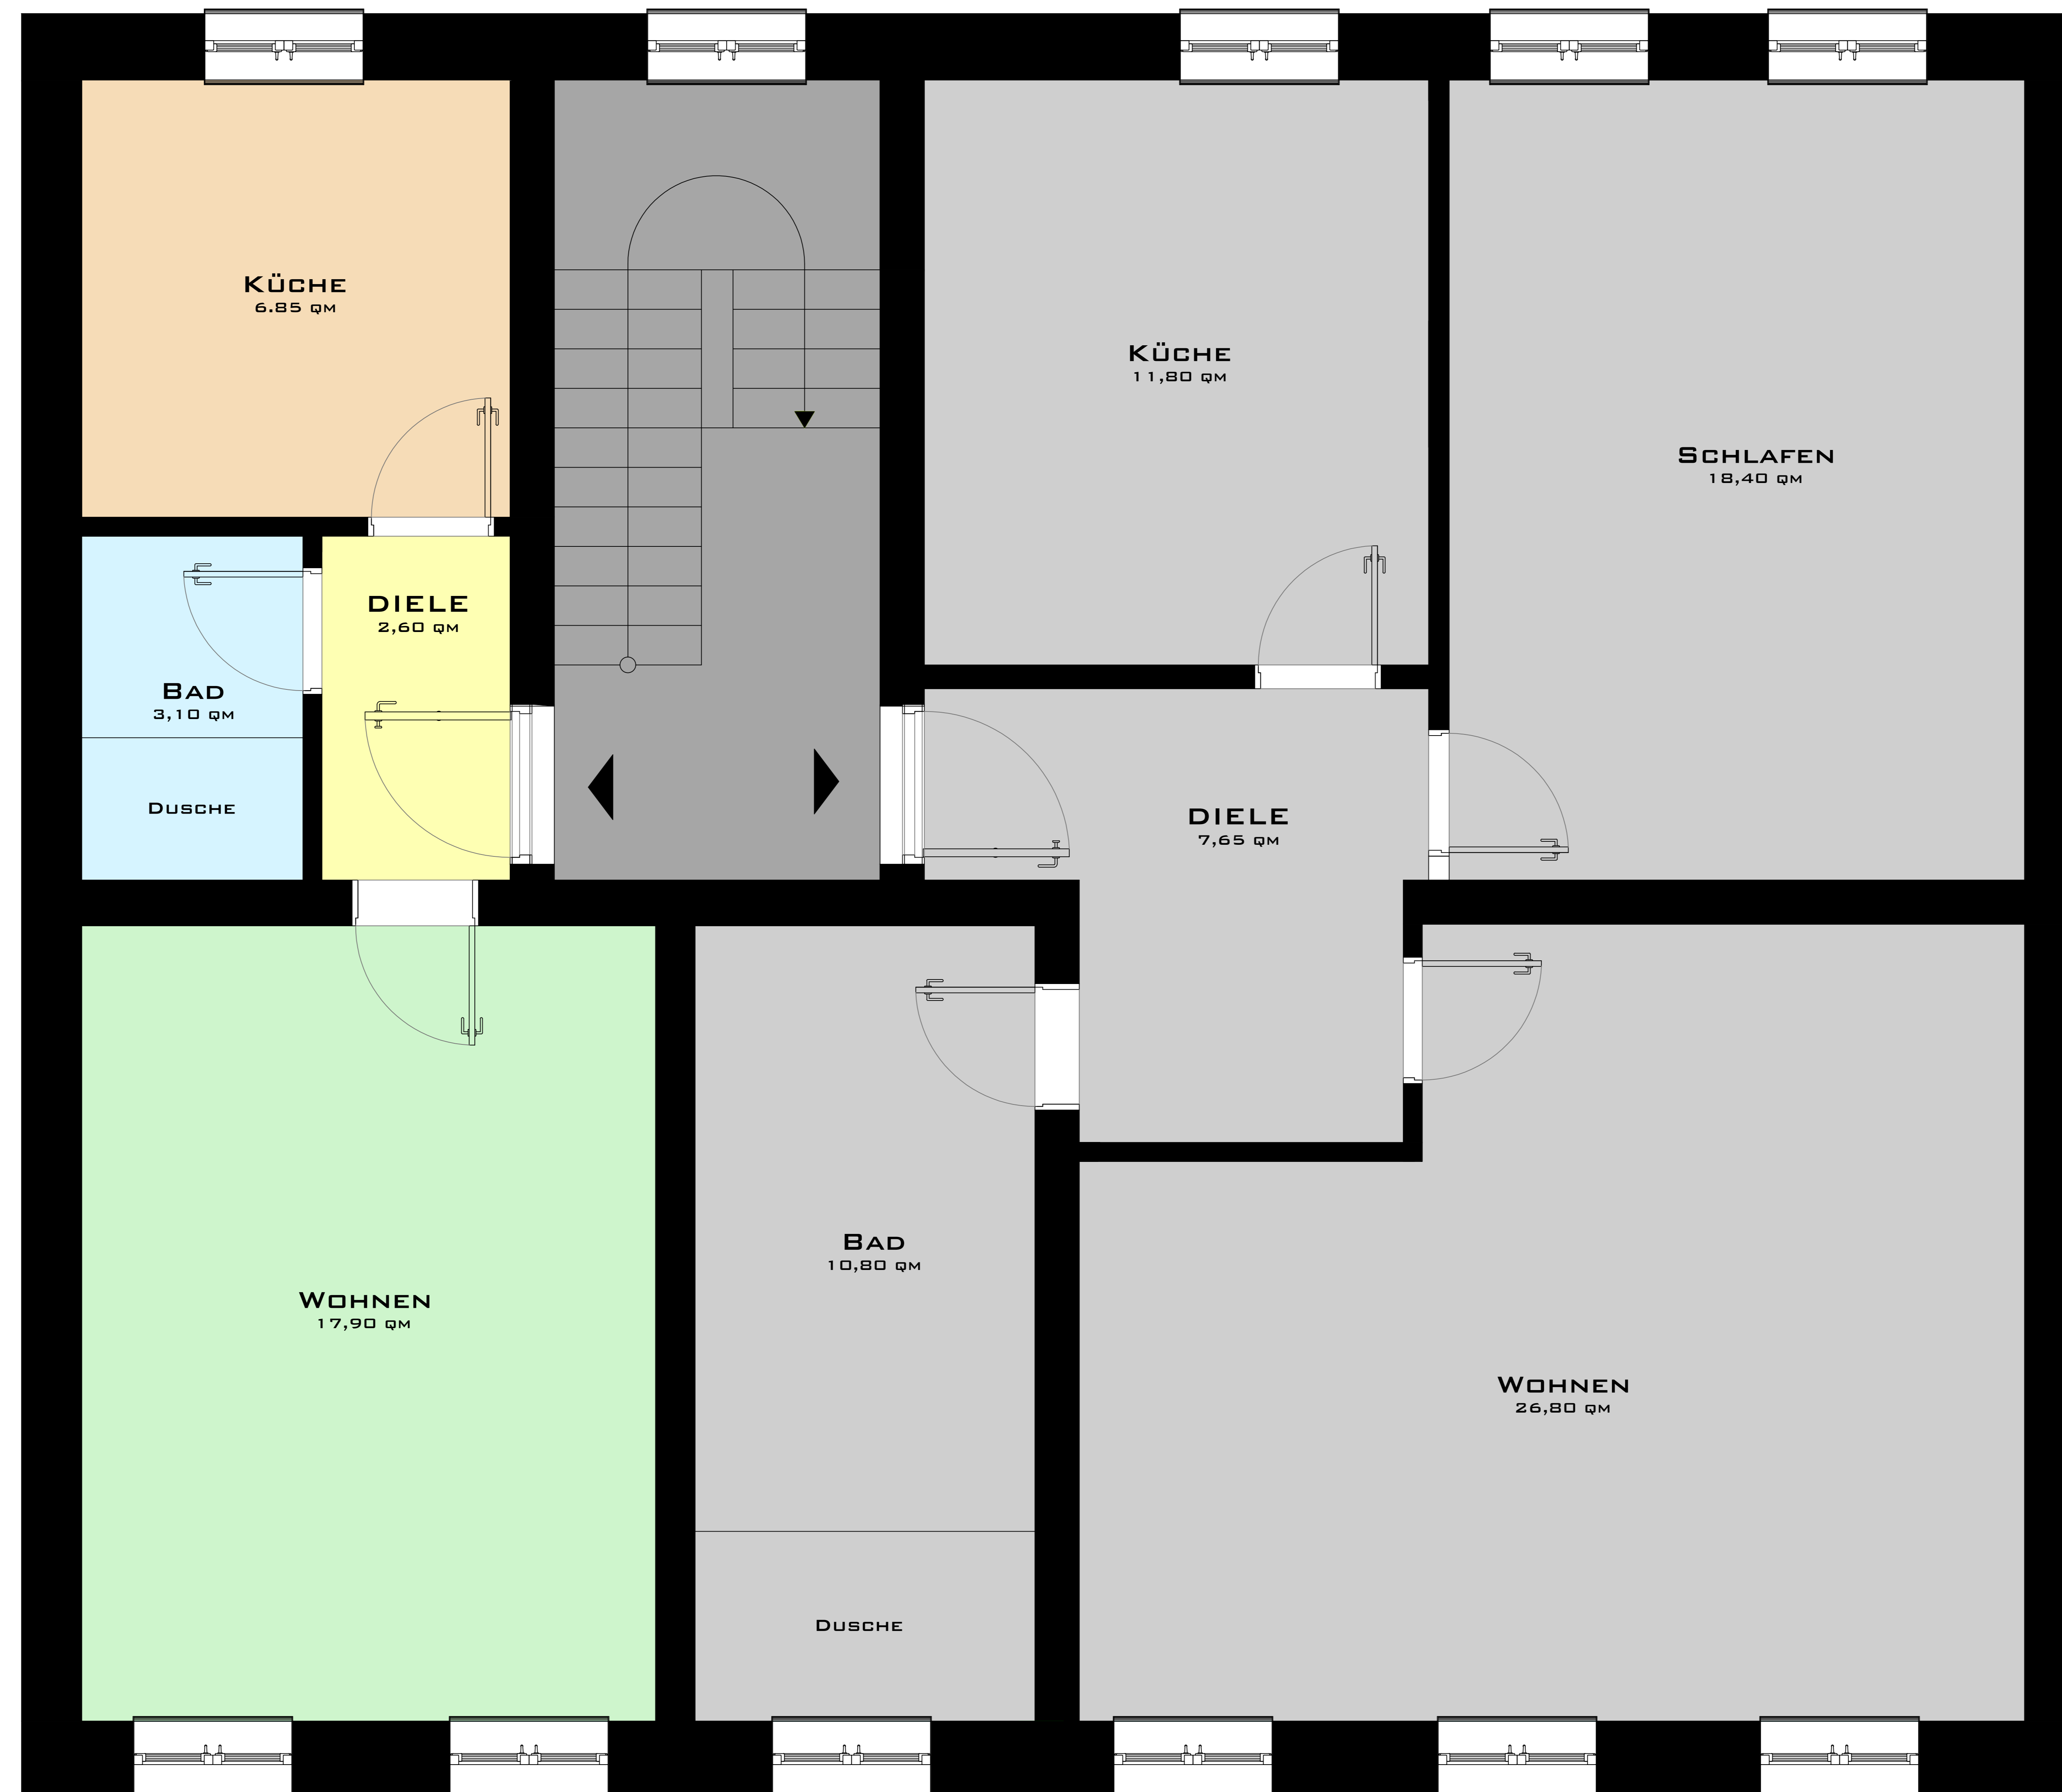 Küche
6.85 qm
Küche
11,80 qm
Schlafen
18,40 qm
DIELE
2,60 qm
Bad
3,10 qm
Dusche
DIELE
7,65 qm
Wohnen
17,90 qm
Bad
10,80 qm
Dusche
Wohnen
26,80 qm